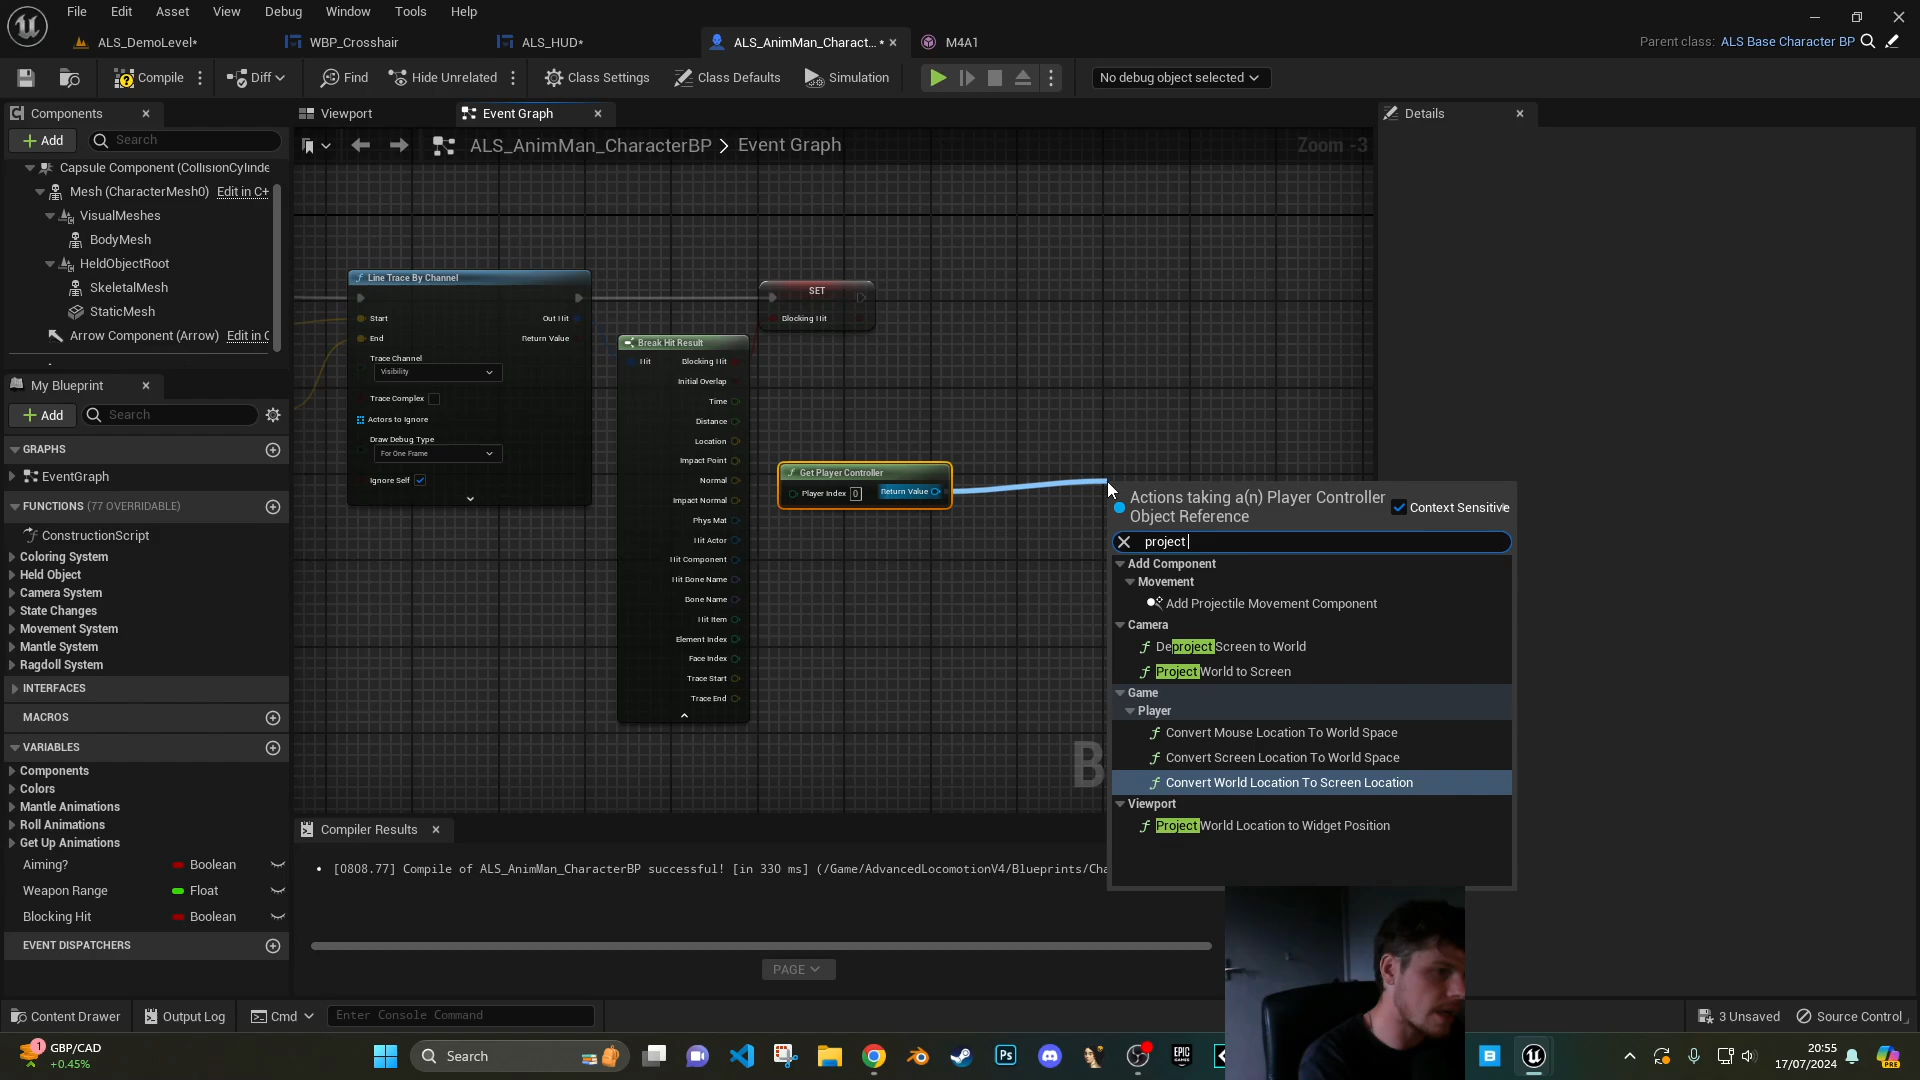 File Edit Asset View Debug Window Tools Help
ALS_DemoLevel* WBP_Crosshair ALS_HUD* ALS_AnimMan_Charact...* M4A1
Parent class: ALS Base Character BP
Compile Diff Find Hide Unrelated Class Settings Class Defaults Simulation No debug object selected
Components
Add Search
Capsule Component (CollisionCylinde
Mesh (CharacterMesh0) Edit in C+
VisualMeshes
BodyMesh
HeldObjectRoot
SkeletalMesh
StaticMesh
Arrow Component (Arrow) Edit in C
My Blueprint
Add Search
GRAPHS
EventGraph
FUNCTIONS (77 OVERRIDABLE)
ConstructionScript
Coloring System
Held Object
Camera System
State Changes
Movement System
Mantle System
Ragdoll System
INTERFACES
MACROS
VARIABLES
Components
Colors
Mantle Animations
Roll Animations
Get Up Animations
Aiming? Boolean
Weapon Range Float
Blocking Hit Boolean
EVENT DISPATCHERS
Viewport Event Graph
ALS_AnimMan_CharacterBP > Event Graph
Zoom -3
Line Trace By Channel
Start Out Hit
End Return Value
Trace Channel
Visibility
Trace Complex
Actors to Ignore
Draw Debug Type
For One Frame
Ignore Self
Break Hit Result
Hit Blocking Hit
Initial Overlap
Time
Distance
Location
Impact Point
Normal
Impact Normal
Phys Mat
Hit Actor
Hit Component
Hit Bone Name
Bone Name
Hit Item
Element Index
Face Index
Trace Start
Trace End
SET
Blocking Hit
Get Player Controller
Player Index 0 Return Value
B
Details
Actions taking a(n) Player Controller
Object Reference
Context Sensitive
project
Add Component
Movement
Add Projectile Movement Component
Camera
Deproject Screen to World
Project World to Screen
Game
Player
Convert Mouse Location To World Space
Convert Screen Location To World Space
Convert World Location To Screen Location
Viewport
Project World Location to Widget Position
Compiler Results
[0808.77] Compile of ALS_AnimMan_CharacterBP successful! [in 330 ms] (/Game/AdvancedLocomotionV4/Blueprints/Cha
PAGE
Content Drawer Output Log Cmd Enter Console Command
3 Unsaved Source Control
1
GBP/CAD
+0.45%
Search
Ps
EPIC GAMES
B
PRE
20:55
17/07/2024